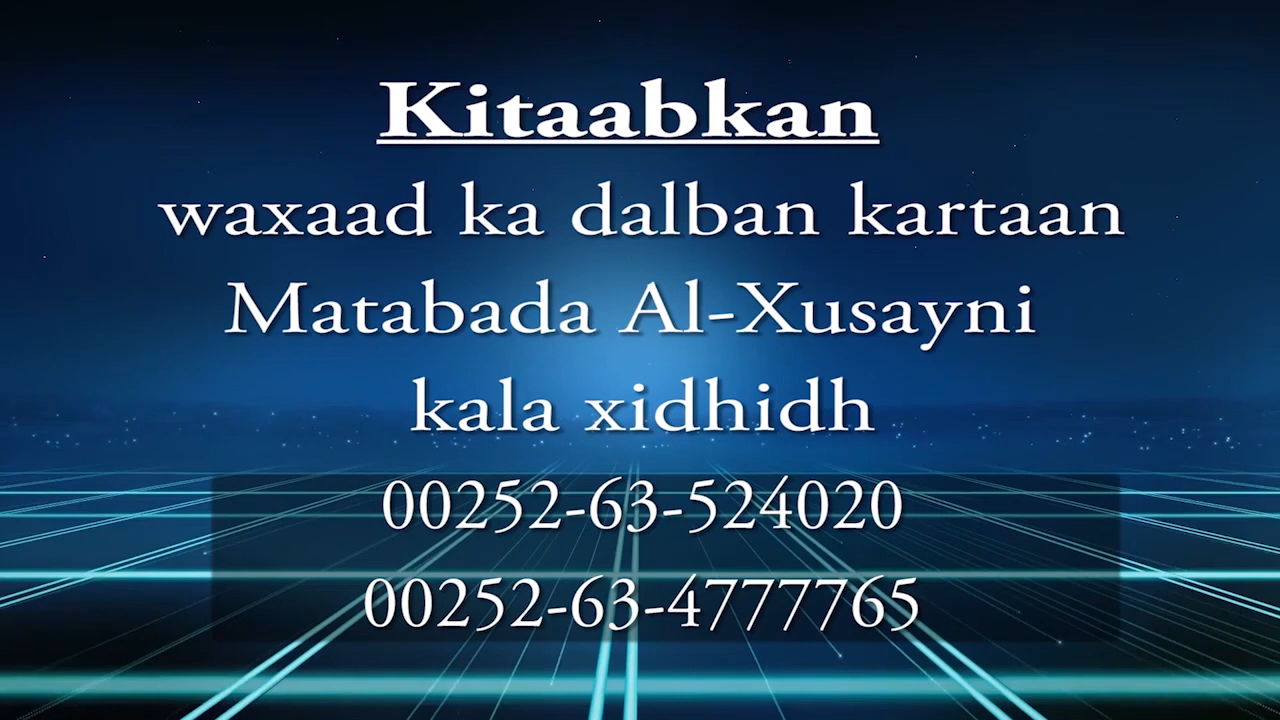 Kitaabkan
waxaad ka dalban kartaan
Matabada Al-Xusayni
kala xidhidh
00252-63-524020
00252-63-4777765